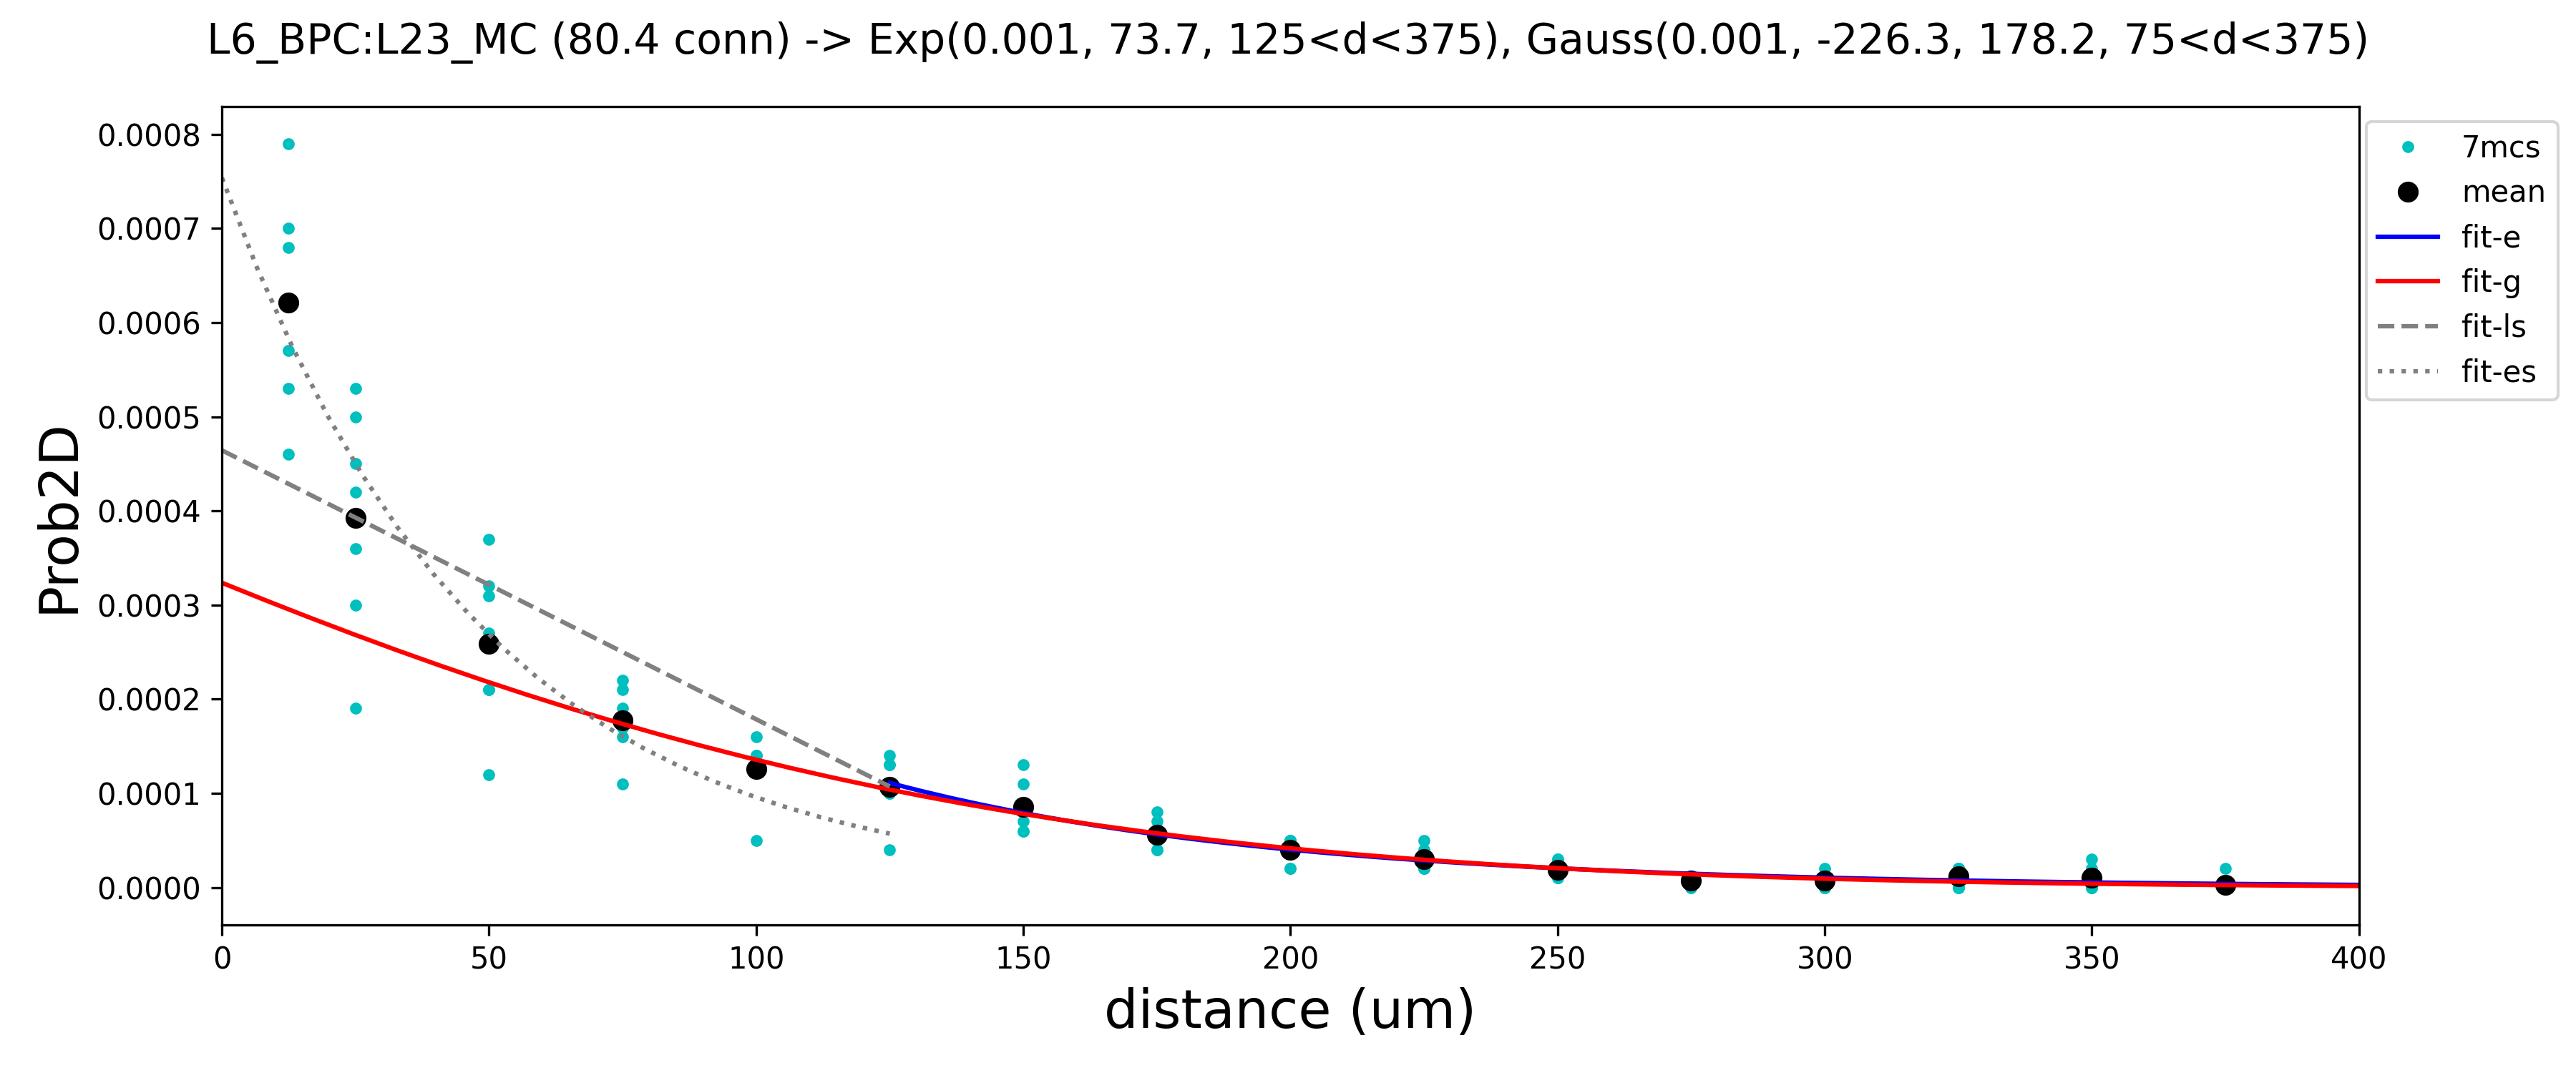 L6_BPC:L23_MC (80.4 conn) -> Exp(0.001, 73.7, 125<d<375), Gauss(0.001, -226.3, 178.2, 75<d<375)
0.0008
0.0007
0.0006
0.0005
0.0004
0.0003
0.0002
0.0001
0.0000
Prob2D
0 50 100 150 200 250 300 350 400
distance (um)
7mcs
mean
fit-e
fit-g
fit-ls
fit-es